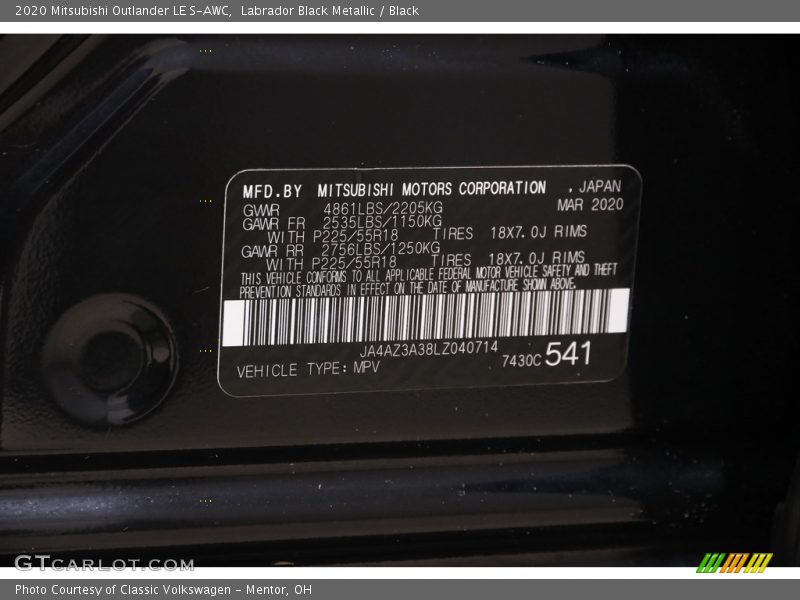 2020 Mitsubishi Outlander LE S-AWC,  Labrador Black Metallic / Black
MFD.BY MITSUBISHI MOTORS CORPORATION , JAPAN
GVWR 4861LBS/2205KG MAR 2020
GAWR FR 2535LBS/1150KG
WITH P225/55R18 TIRES 18X7.0J RIMS
GAWR RR 2756LBS/1250KG
WITH P225/55R18 TIRES 18X7.0J RIMS
THIS VEHICLE CONFORMS TO ALL APPLICABLE FEDERAL MOTOR VEHICLE SAFETY AND THEFT
PREVENTION STANDARDS IN EFFECT ON THE DATE OF MANUFACTURE SHOWN ABOVE.
JA4AZ3A38LZ040714
VEHICLE TYPE: MPV 7430C 541
GTCARLOT.COM
Photo Courtesy of Classic Volkswagen - Mentor, OH